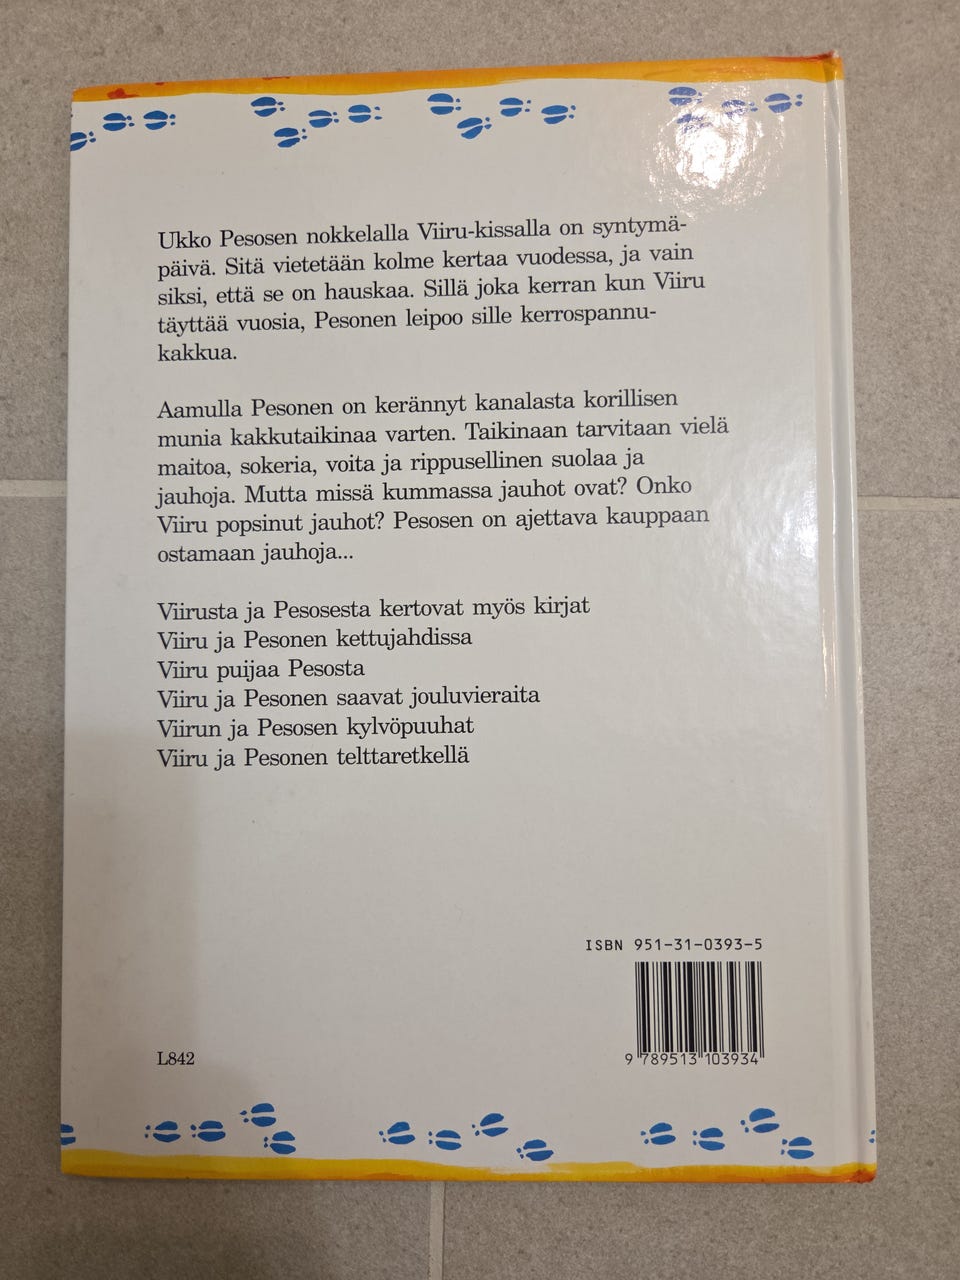 Ukko Pesosen nokkelalla Viiru-kissalla on syntymä-
päivä. Sitä vietetään kolme kertaa vuodessa, ja vain
siksi, että se on hauskaa. Sillä joka kerran kun Viiru
täyttää vuosia, Pesonen leipoo sille kerrospannu-
kakkua.
Aamulla Pesonen on kerännyt kanalasta korillisen
munia kakkutaikinaa varten. Taikinaan tarvitaan vielä
maitoa, sokeria, voita ja rippusellinen suolaa ja
jauhoja. Mutta missä kummassa jauhot ovat? Onko
Viiru popsinut jauhot? Pesosen on ajettava kauppaan
ostamaan jauhoja...
Viirusta ja Pesosesta kertovat myös kirjat
Viiru ja Pesonen kettujahdissa
Viiru puijaa Pesosta
Viiru ja Pesonen saavat jouluvieraita
Viirun ja Pesosen kylvöpuuhat
Viiru ja Pesonen telttaretkellä
ISBN 951-31-0393-5
9 789513 103934
L842